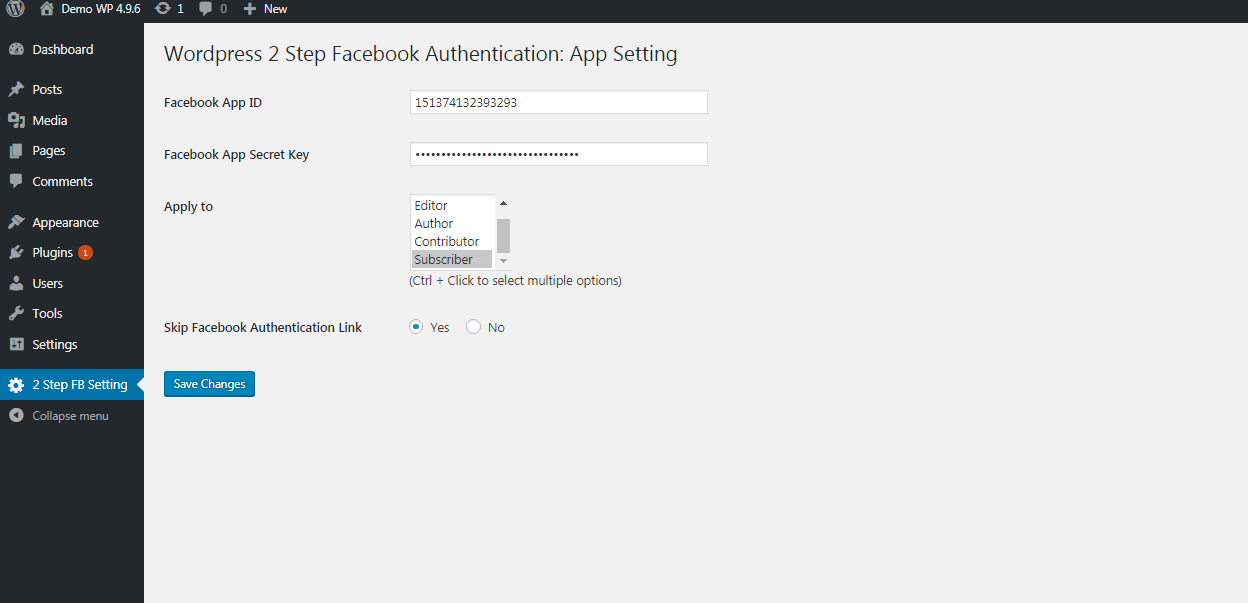 Demo WP 4.9.6 1 0 New
Dashboard
Posts
Media
Pages
Comments
Appearance
Plugins 1
Users
Tools
Settings
2 Step FB Setting
Collapse menu
Wordpress 2 Step Facebook Authentication: App Setting
Facebook App ID 151374132393293
Facebook App Secret Key ••••••••••••••••••••••••••••••••
Apply to
Editor
Author
Contributor
Subscriber
(Ctrl + Click to select multiple options)
Skip Facebook Authentication Link Yes No
Save Changes